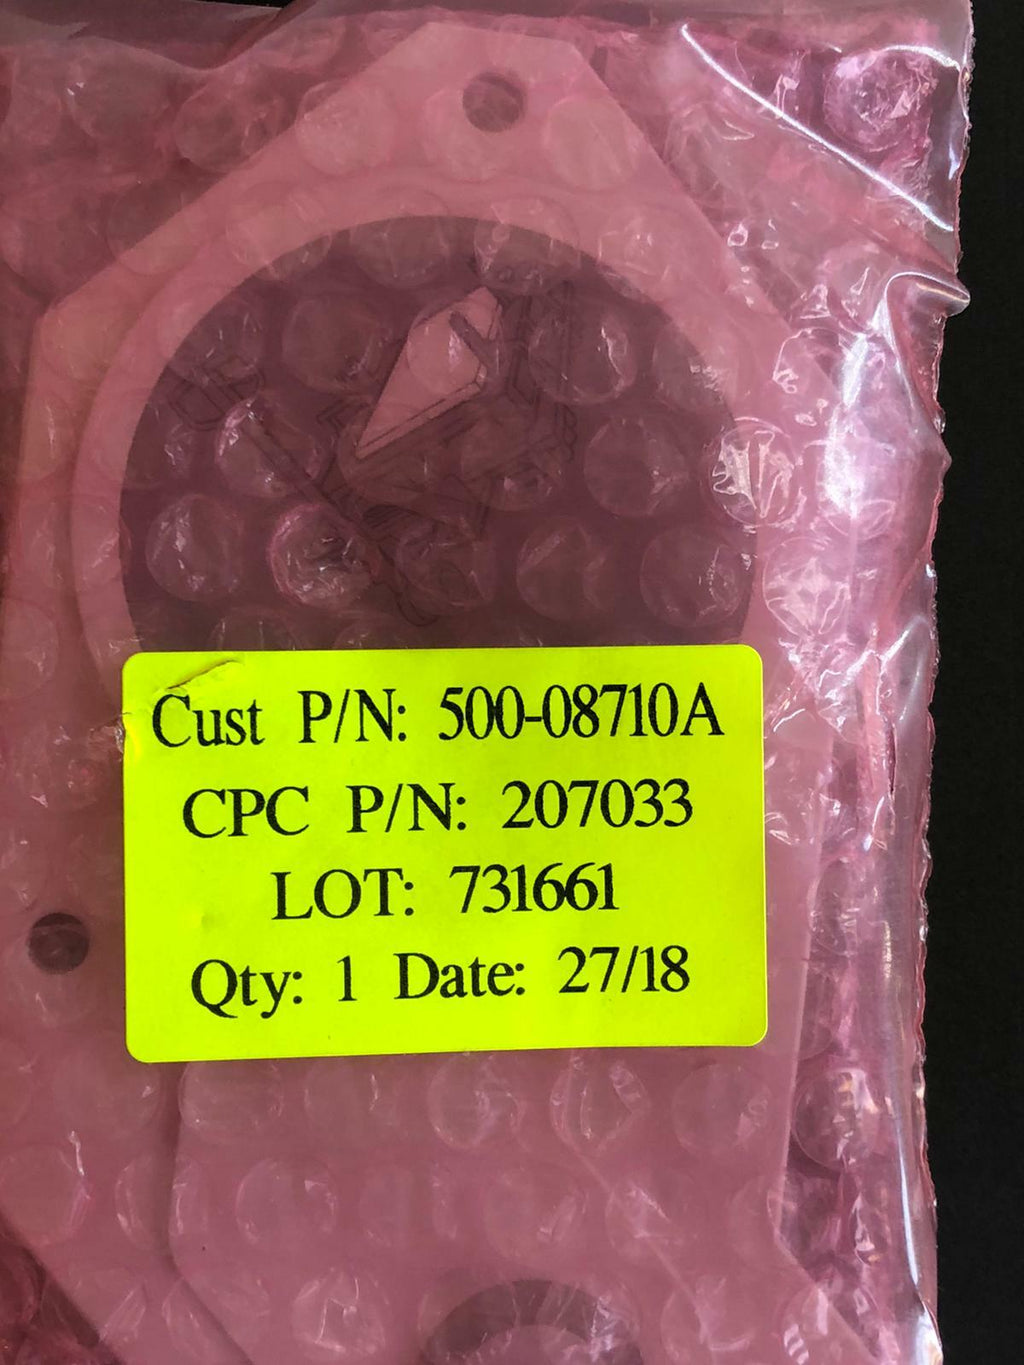 Cust P/N: 500-08710A
CPC P/N: 207033
LOT: 731661
Qty: 1 Date: 27/18